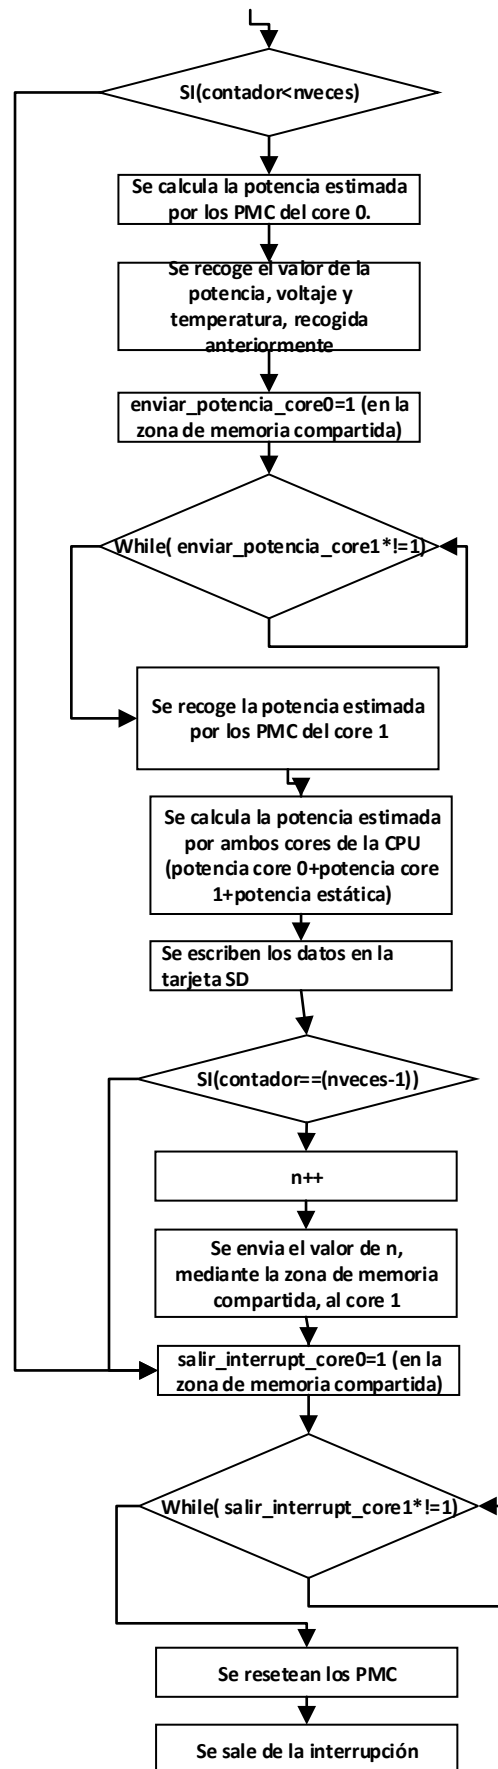 SI(contador<nveces)
Se calcula la potencia estimada
por los PMC del core 0.
Se recoge el valor de la
potencia, voltaje y
temperatura, recogida
anteriormente
enviar_potencia_core0=1 (en la
zona de memoria compartida)
While( enviar_potencia_core1*!=1)
Se recoge la potencia estimada
por los PMC del core 1
Se calcula la potencia estimada
por ambos cores de la CPU
(potencia core 0+potencia core
1+potencia estática)
Se escriben los datos en la
tarjeta SD
SI(contador==(nveces-1))
n++
Se envia el valor de n,
mediante la zona de memoria
compartida, al core 1
salir_interrupt_core0=1 (en la
zona de memoria compartida)
While( salir_interrupt_core1*!=1)
Se resetean los PMC
Se sale de la interrupción